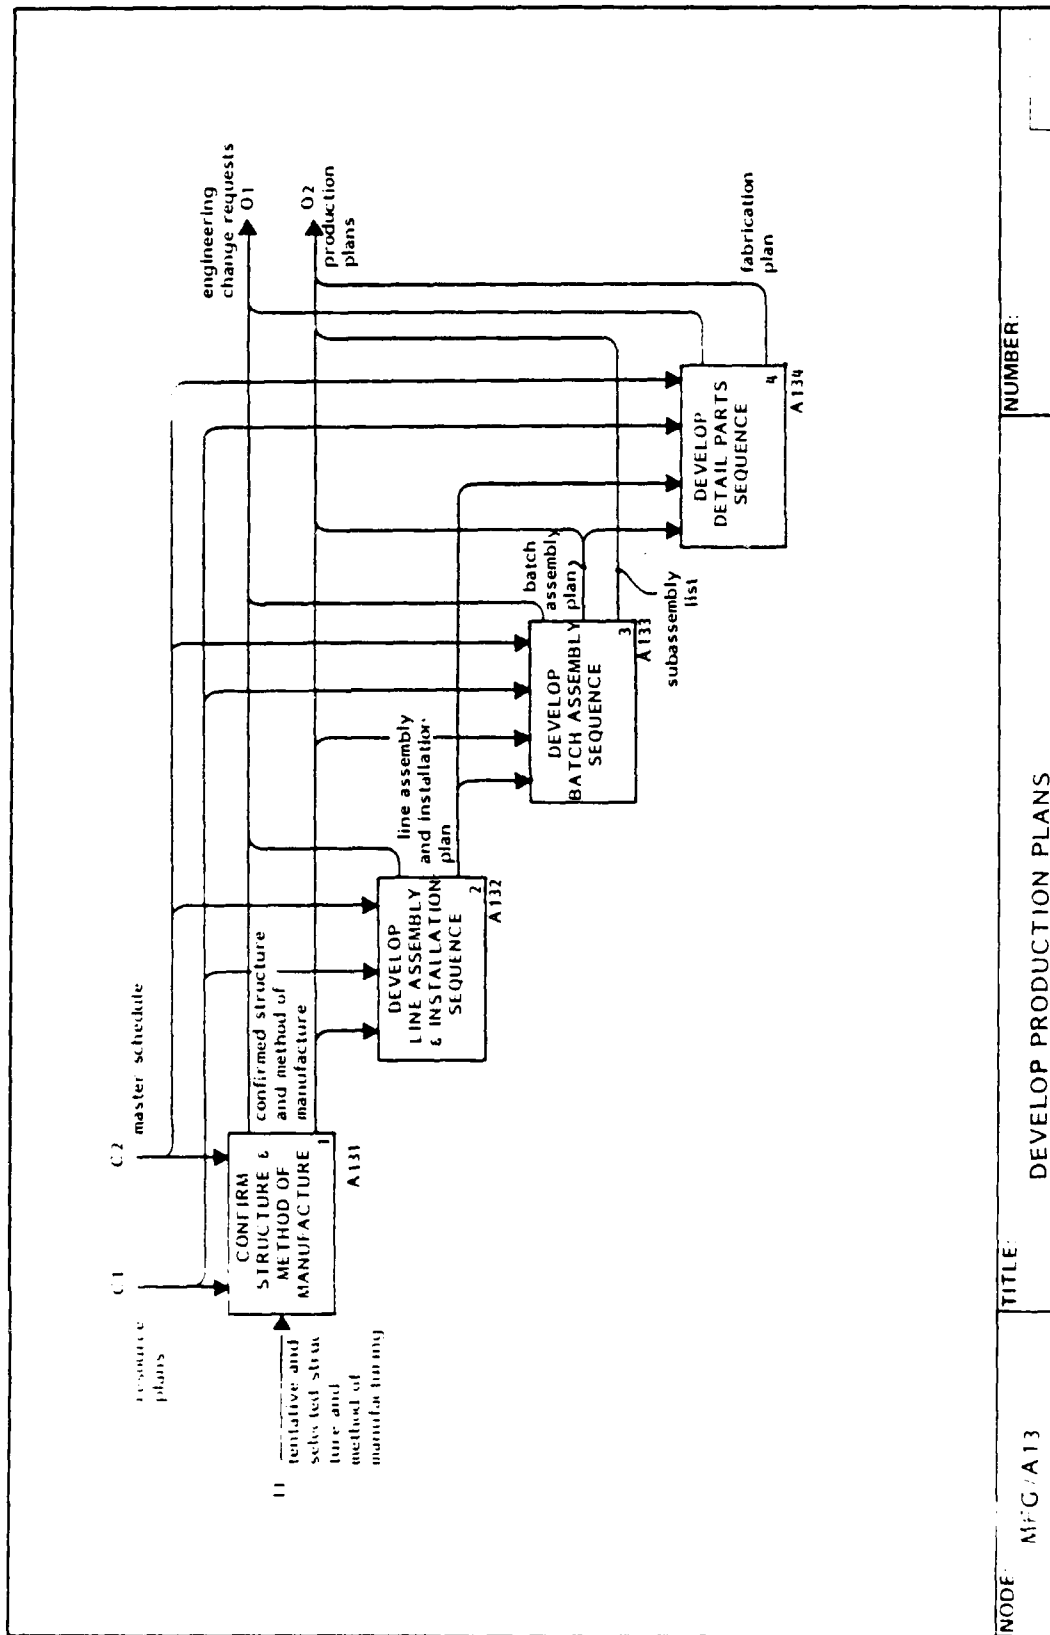 C1
C2
resource
plans
master schedule
I1
tentative and
selected struc
ture and
method of
manufacturing
CONFIRM
STRUCTURE &
METHOD OF
MANUFACTURE
1
A131
confirmed structure
and method of
manufacture
DEVELOP
LINE ASSEMBLY
& INSTALLATION
SEQUENCE
2
A132
line assembly
and installation
plan
DEVELOP
BATCH ASSEMBLY
SEQUENCE
3
A133
batch
assembly
plan
subassembly
list
DEVELOP
DETAIL PARTS
SEQUENCE
4
A134
fabrication
plan
engineering
change requests
O1
O2
production
plans
NODE: MFG/A13
TITLE: DEVELOP PRODUCTION PLANS
NUMBER: